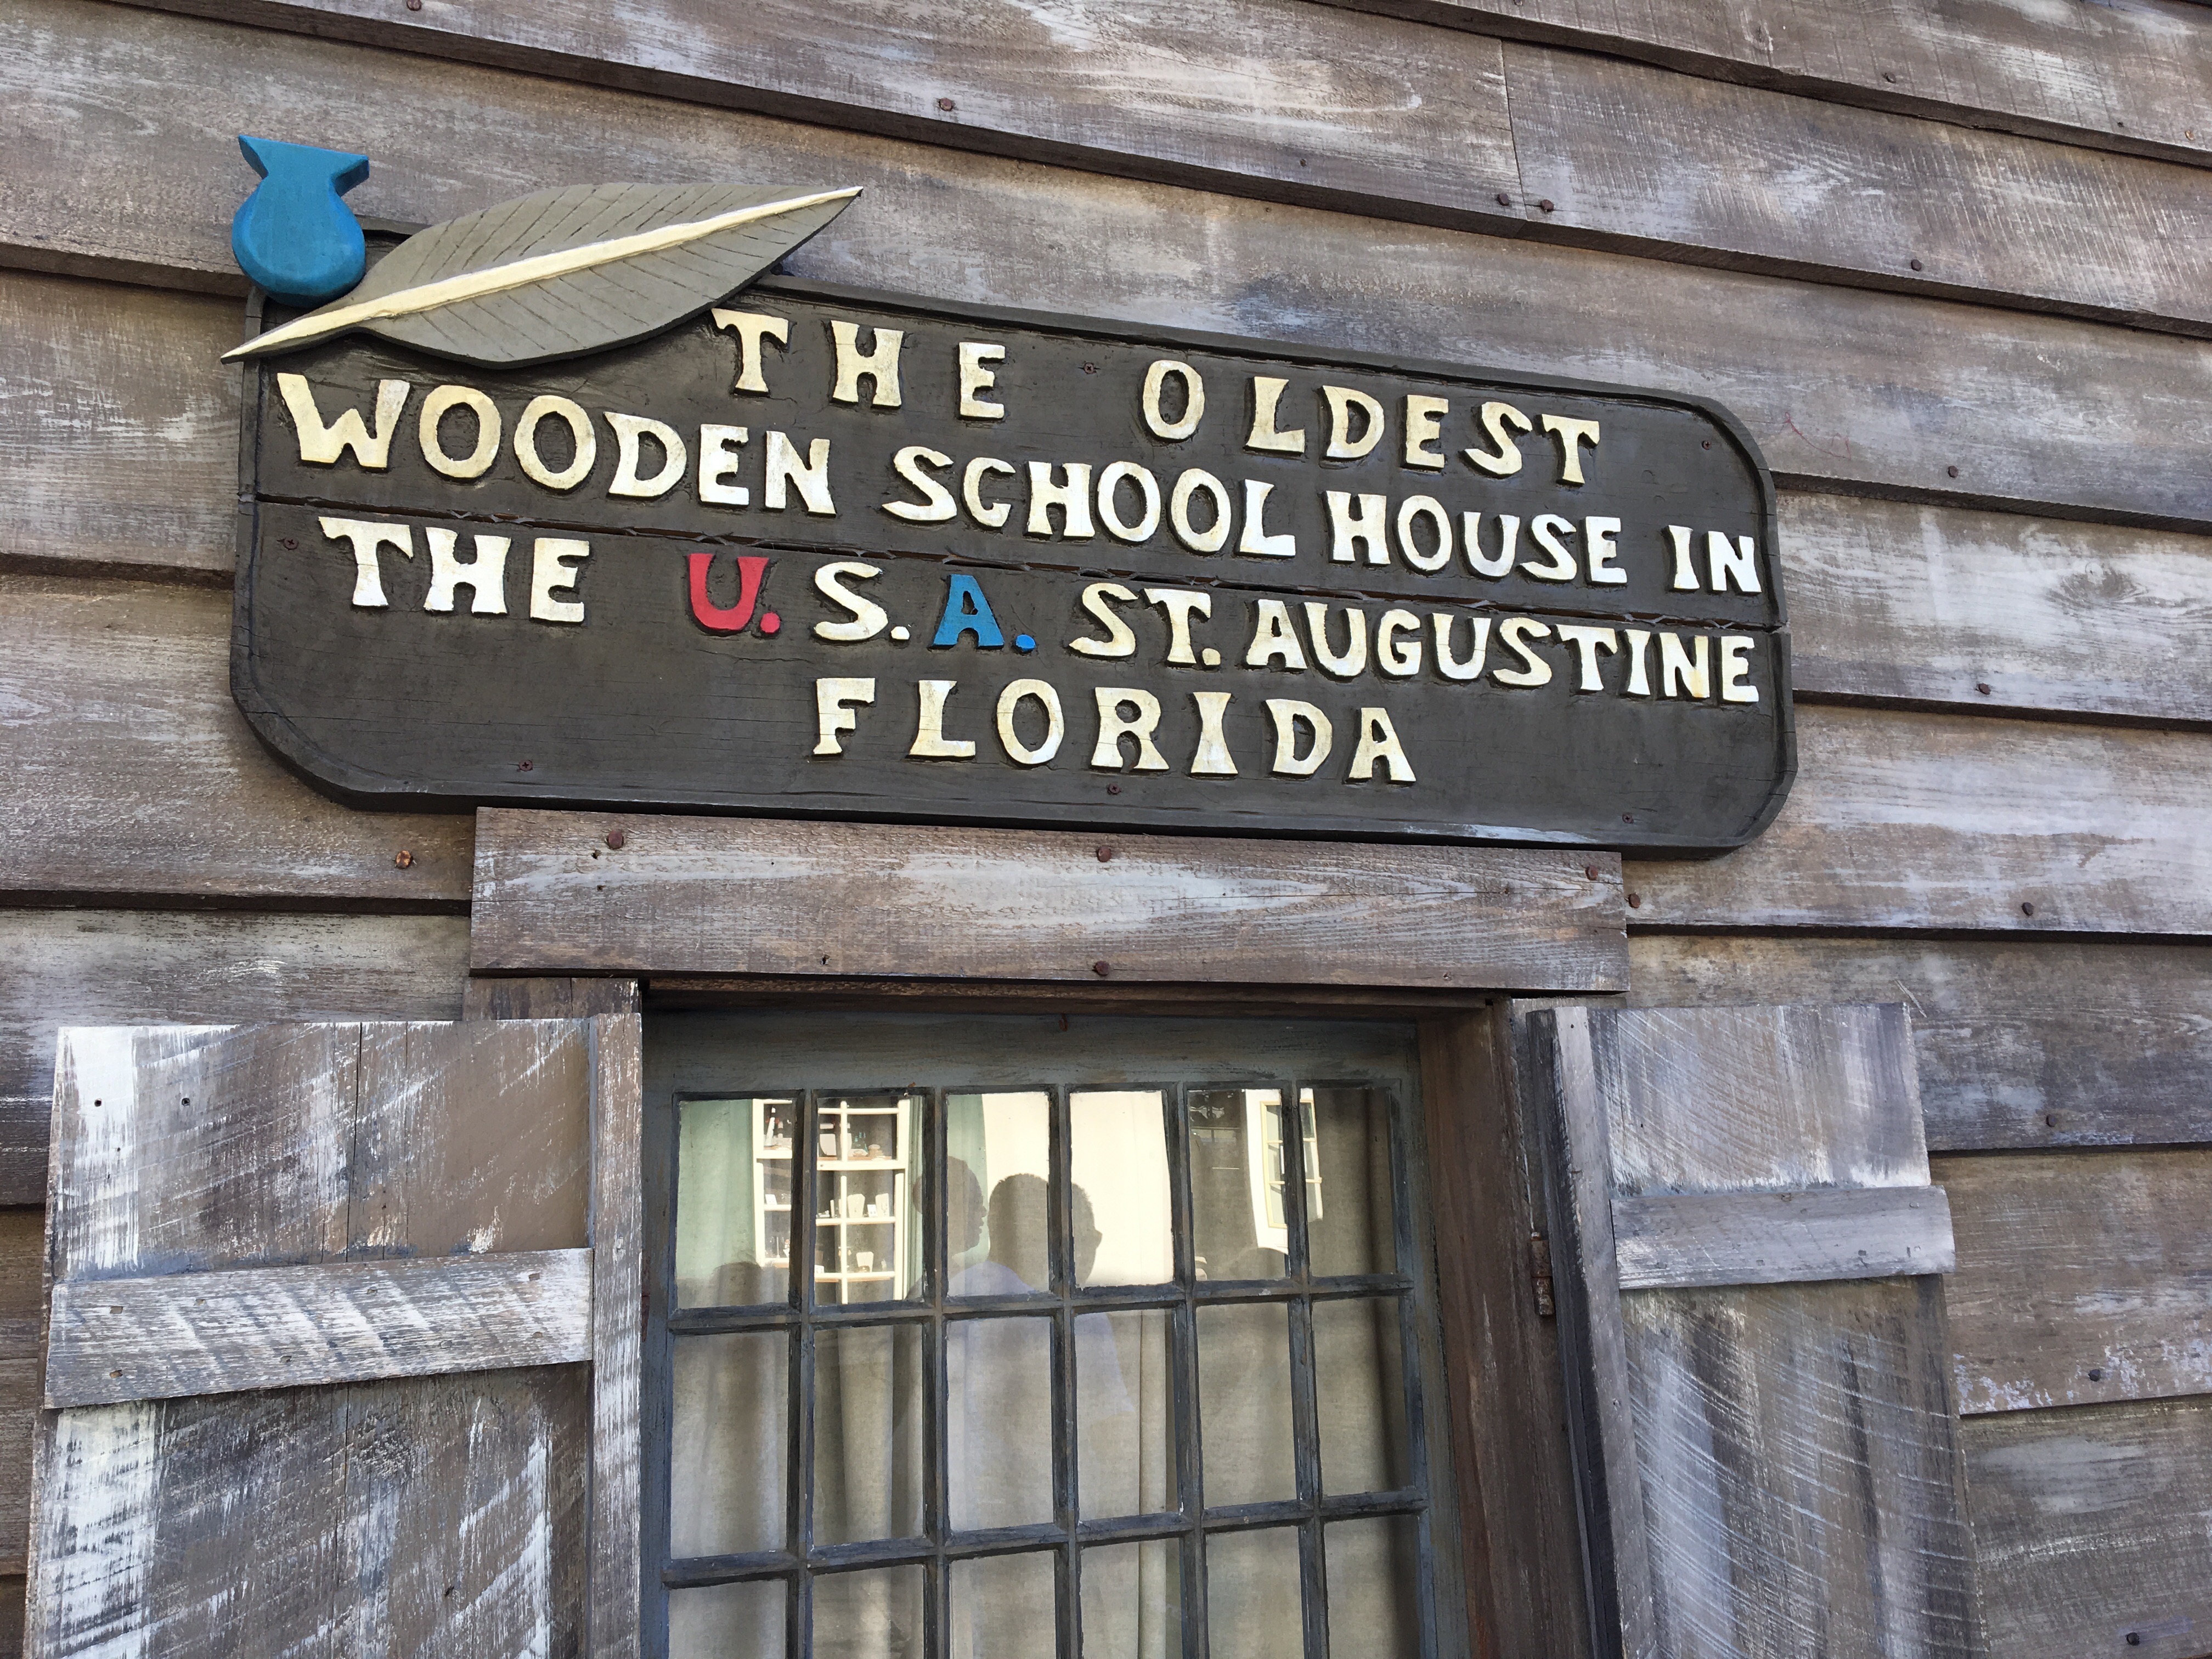 THE OLDEST
WOODEN SCHOOL HOUSE IN
THE U.S.A. ST. AUGUSTINE
FLORIDA